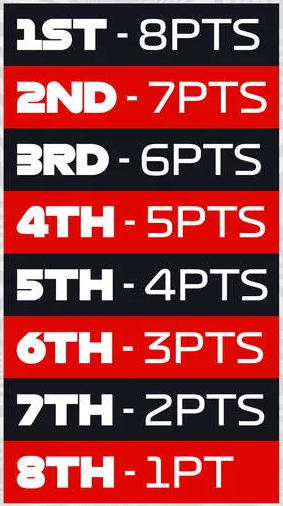 1ST - 8PTS
2ND - 7PTS
3RD - 6PTS
4TH - 5PTS
5TH - 4PTS
6TH - 3PTS
7TH - 2PTS
8TH - 1PT